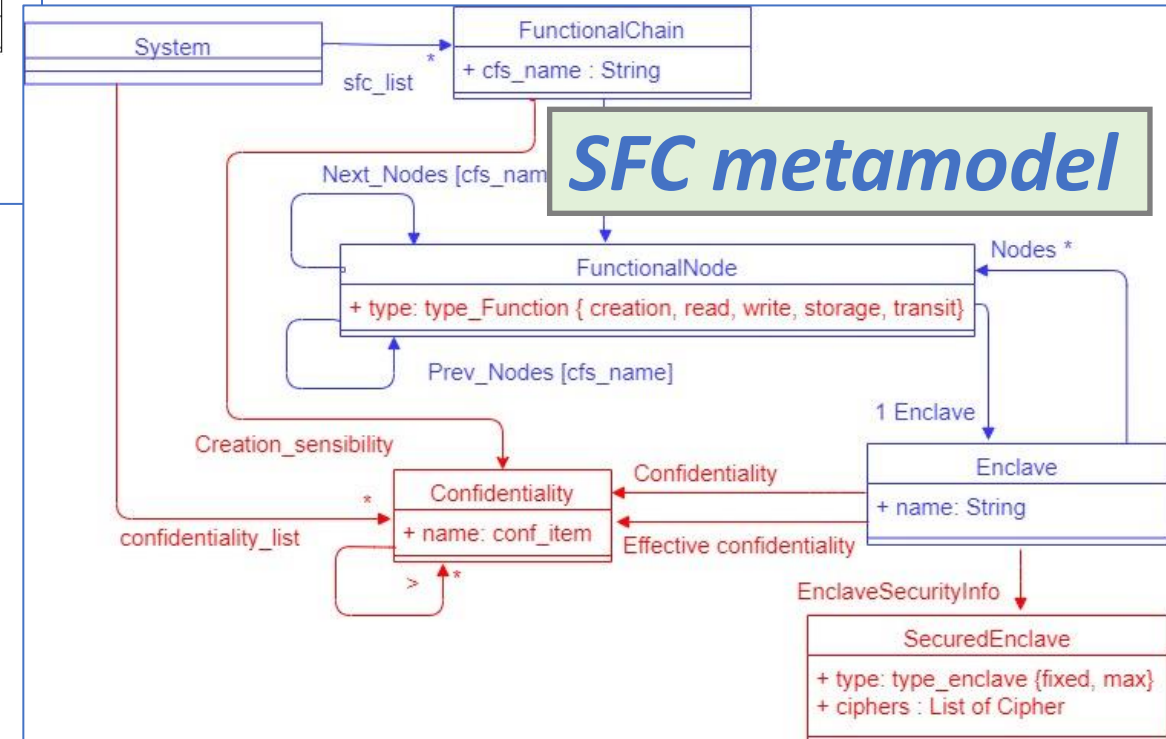 System
FunctionalChain
+ cfs_name : String
*
sfc_list
SFC metamodel
Next_Nodes [cfs_nam
Nodes *
FunctionalNode
+ type: type_Function { creation, read, write, storage, transit}
Prev_Nodes [cfs_name]
1 Enclave
Creation_sensibility
Enclave
+ name: String
Confidentiality
Confidentiality
+ name: conf_item
*
confidentiality_list
Effective confidentiality
> *
EnclaveSecurityInfo
SecuredEnclave
+ type: type_enclave {fixed, max}
+ ciphers : List of Cipher